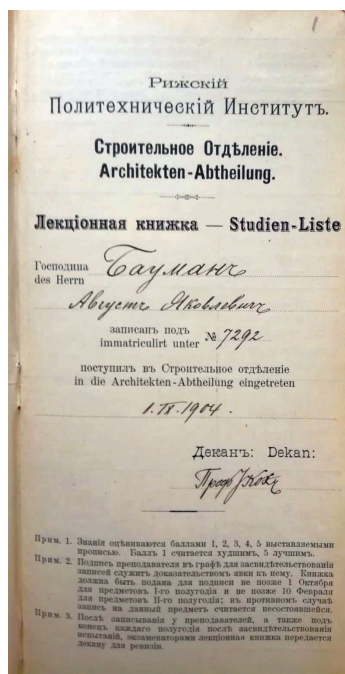 1
Рижскій
Политехническій Институтъ.
Строительное Отдѣленіе.
Architekten-Abtheilung.
Лекціонная книжка — Studien-Liste
Господина
des Herrn
Бауманъ
Августъ Яковлевичъ
записанъ подъ
immatriculirt unter
№ 7292
поступилъ въ Строительное отдѣленіе
in die Architekten-Abtheilung eingetreten
1. IX. 1904.
Деканъ: Dekan:
Проф
Прим. 1. Знанія оцѣниваются баллами 1, 2, 3, 4, 5 выставляемыми
прописью. Баллъ 1 считается худшимъ, 5 лучшимъ.
Прим. 2. Подпись преподавателя въ графѣ для засвидѣтельствованія
записей служитъ доказательствомъ явки къ нему. Книжка
должна быть подана для подписи не позже 1 Октября
для предметовъ I-го полугодія и не позже 10 Февраля
для предметовъ II-го полугодія; въ противномъ случаѣ
запись на данный предметъ считается несостоявшейся.
Прим. 3. Послѣ записыванія у преподавателей, а также подъ
конецъ каждаго полугодія послѣ засвидѣтельствованія
испытаній, экзаменаторами лекціонная книжка передается
декану для ревизіи.